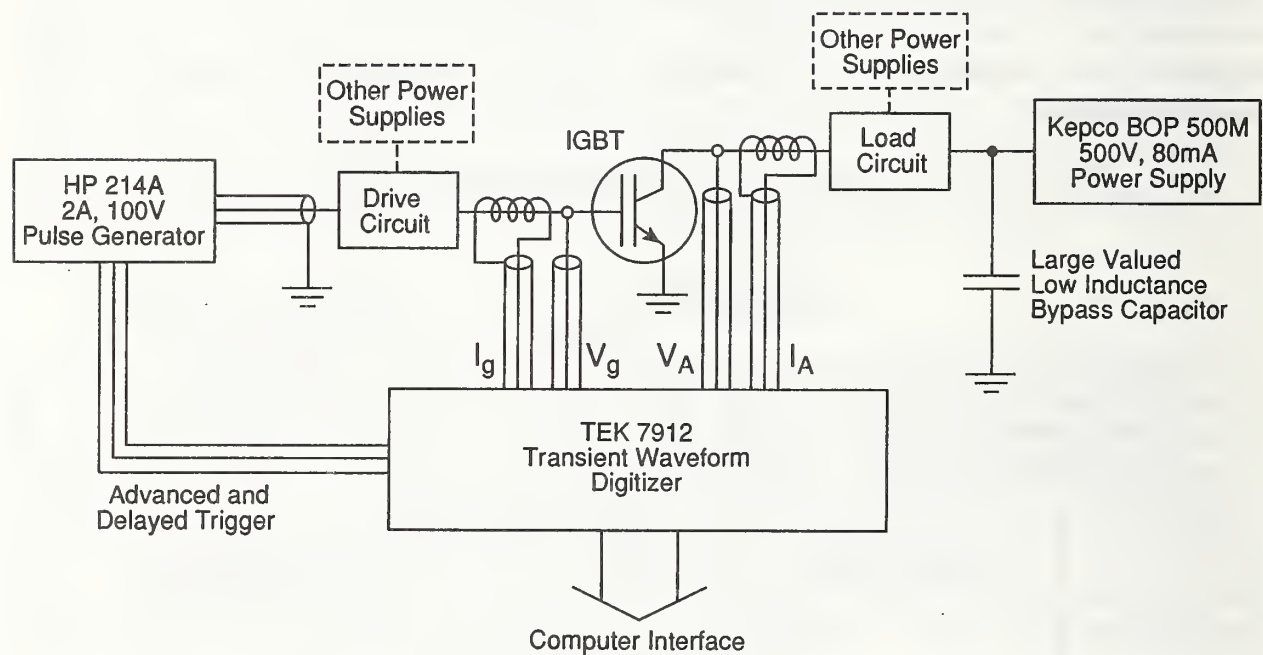 Other Power
Supplies
Other Power
Supplies
IGBT
HP 214A
2A, 100V
Pulse Generator
Drive
Circuit
Load
Circuit
Kepco BOP 500M
500V, 80mA
Power Supply
Large Valued
Low Inductance
Bypass Capacitor
Ig
Vg
VA
IA
TEK 7912
Transient Waveform
Digitizer
Advanced and
Delayed Trigger
Computer Interface